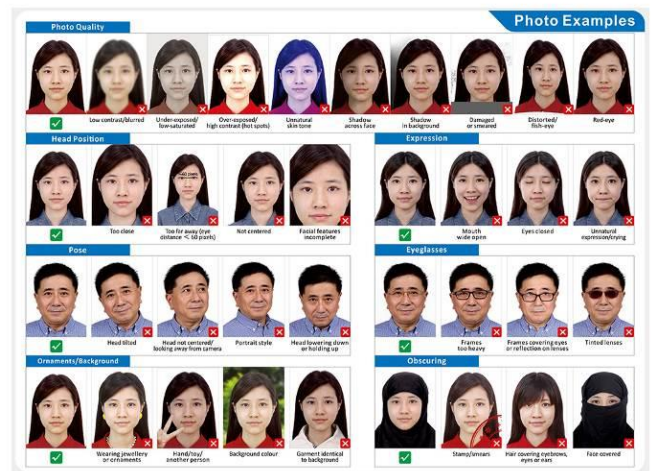 Photo Examples
Photo Quality
Low contrast/blurred
Under-exposed/
low-saturated
Over-exposed/
high contrast (hot spots)
Unnatural
skin tone
Shadow
across face
Shadow
in background
Damaged
or smeared
Distorted/
fish-eye
Red-eye
Head Position
Too close
Too far away (eye
distance < 60 pixels)
Not centered
Facial features
incomplete
Expression
Mouth
wide open
Eyes closed
Unnatural
expression/crying
Pose
Head tilted
Head not centered/
looking away from camera
Portrait style
Head lowering down
or holding up
Eyeglasses
Frames
too heavy
Frames covering eyes
or reflection on lenses
Tinted lenses
Ornaments/Background
Wearing jewellery
or ornaments
Hand/toy/
another person
Background colour
Garment identical
to background
Obscuring
Stamp/smears
Hair covering eyebrows,
eyes or ears
Face covered